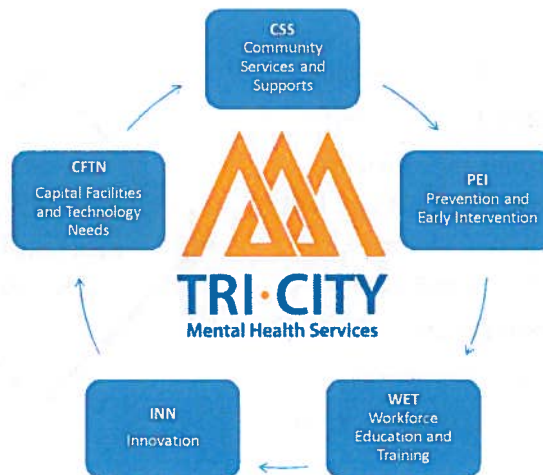 CSS
Community
Services and
Supports
PEI
Prevention and
Early Intervention
WET
Workforce
Education and
Training
INN
Innovation
CFTN
Capital Facilities
and Technology
Needs
TRI·CITY
Mental Health Services